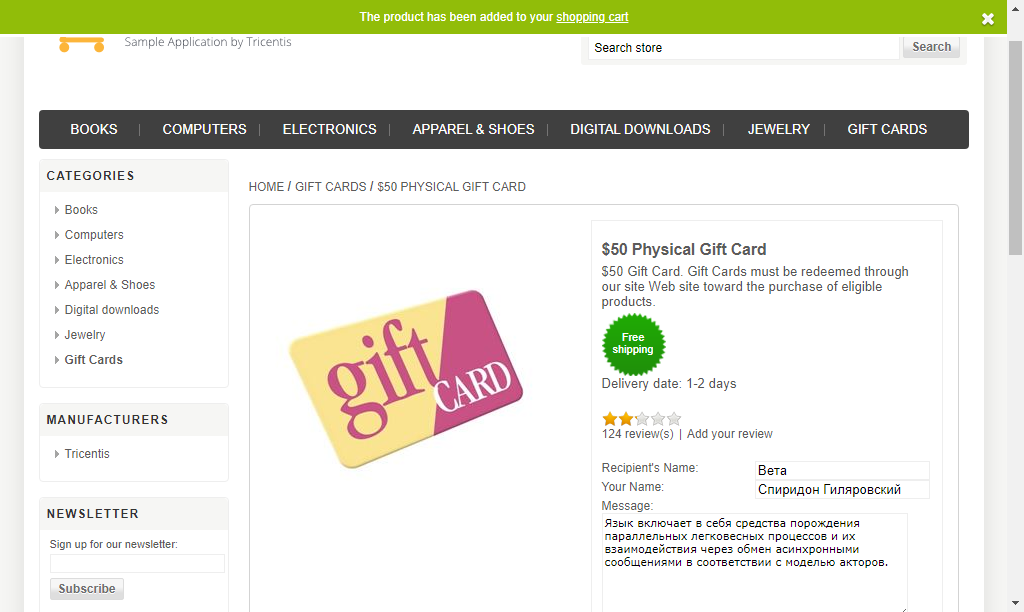 The product has been added to your shopping cart
Sample Application by Tricentis
Search store
Search
BOOKS
COMPUTERS
ELECTRONICS
APPAREL & SHOES
DIGITAL DOWNLOADS
JEWELRY
GIFT CARDS
CATEGORIES
Books
Computers
Electronics
Apparel & Shoes
Digital downloads
Jewelry
Gift Cards
MANUFACTURERS
Tricentis
NEWSLETTER
Sign up for our newsletter:
Subscribe
HOME / GIFT CARDS / $50 PHYSICAL GIFT CARD
gift
CARD
$50 Physical Gift Card
$50 Gift Card. Gift Cards must be redeemed through
our site Web site toward the purchase of eligible
products.
Free
shipping
Delivery date: 1-2 days
124 review(s) | Add your review
Recipient's Name:
Вета
Your Name:
Спиридон Гиляровский
Message:
Язык включает в себя средства порождения
параллельных легковесных процессов и их
взаимодействия через обмен асинхронными
сообщениями в соответствии с моделью акторов.